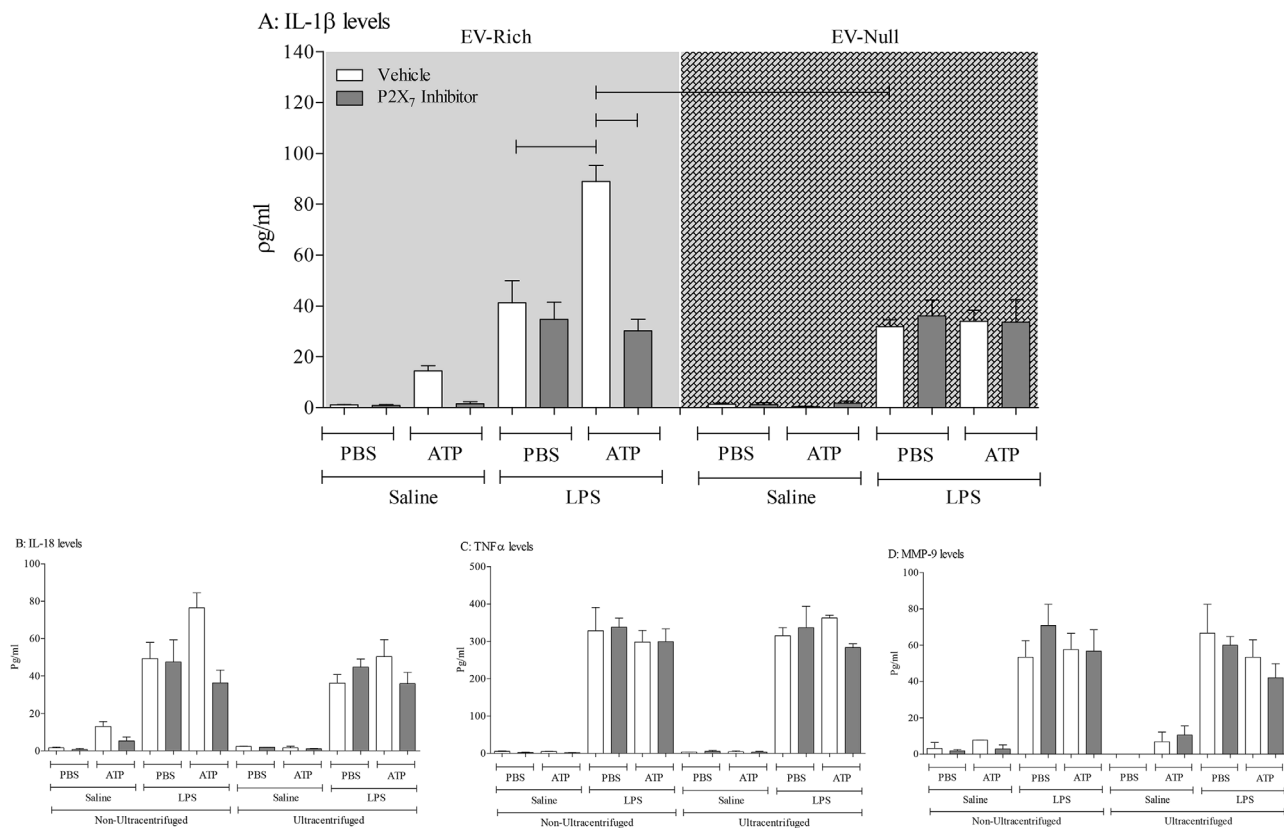 A: IL-1β levels
EV-Rich EV-Null
140
120
100
80
60
40
20
0
ρg/ml
Vehicle
P2X₇ Inhibitor
PBS ATP PBS ATP PBS ATP PBS ATP
Saline LPS Saline LPS
B: IL-18 levels
100
80
60
40
20
0
Pg/ml
PBS ATP PBS ATP PBS ATP PBS ATP
Saline LPS Saline LPS
Non-Ultracentrifuged Ultracentrifuged
C: TNFα levels
500
400
300
200
100
0
Pg/ml
PBS ATP PBS ATP PBS ATP PBS ATP
Saline LPS Saline LPS
Non-Ultracentrifuged Ultracentrifuged
D: MMP-9 levels
100
80
60
40
20
0
Pg/ml
PBS ATP PBS ATP PBS ATP PBS ATP
Saline LPS Saline LPS
Non-Ultracentrifuged Ultracentrifuged